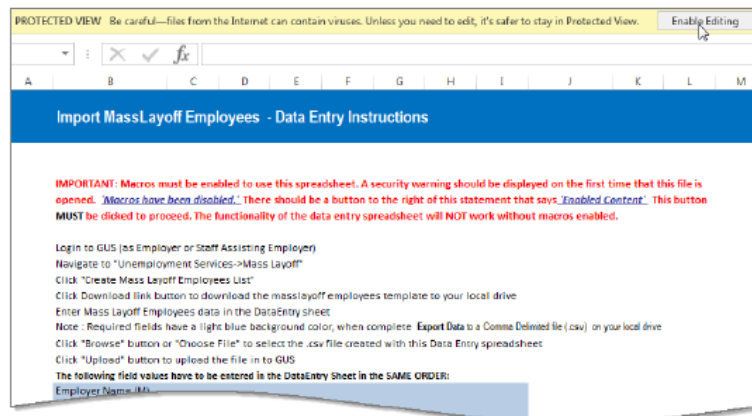 PROTECTED VIEW Be careful—files from the Internet can contain viruses. Unless you need to edit, it's safer to stay in Protected View. Enable Editing
fx
A B C D E F G H I J K L M
Import MassLayoff Employees - Data Entry Instructions
IMPORTANT: Macros must be enabled to use this spreadsheet. A security warning should be displayed on the first time that this file is
opened. 'Macros have been disabled.' There should be a button to the right of this statement that says 'Enabled Content' This button
MUST be clicked to proceed. The functionality of the data entry spreadsheet will NOT work without macros enabled.
Login to GUS (as Employer or Staff Assisting Employer)
Navigate to "Unemployment Services->Mass Layoff"
Click "Create Mass Layoff Employees List"
Click Download link button to download the masslayoff employees template to your local drive
Enter Mass Layoff Employees data in the DataEntry sheet
Note : Required fields have a light blue background color, when complete Export Data to a Comma Delimited file (.csv) on your local drive
Click "Browse" button or "Choose File" to select the .csv file created with this Data Entry spreadsheet
Click "Upload" button to upload the file in to GUS
The following field values have to be entered in the DataEntry Sheet in the SAME ORDER:
Employer Name (M)